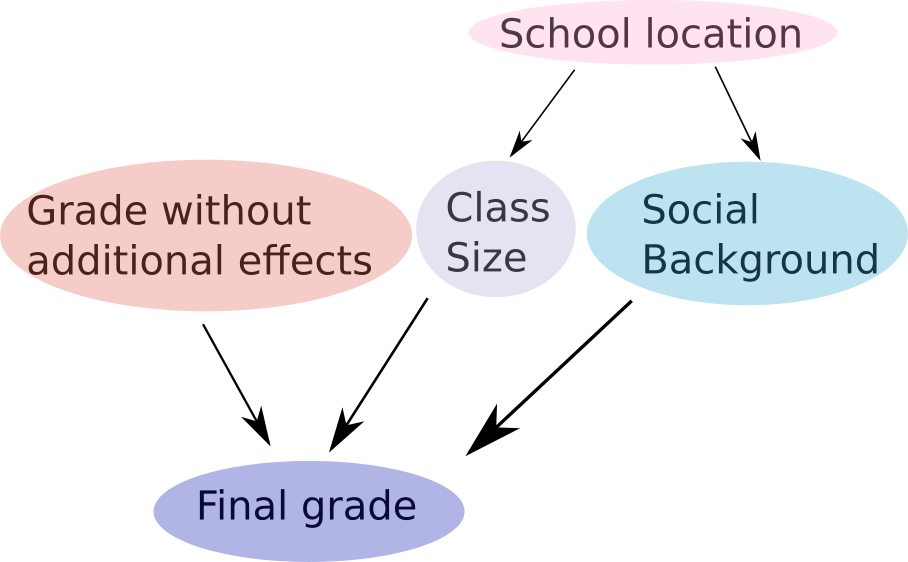 School location
Grade without
additional effects
Class
Size
Social
Background
Final grade